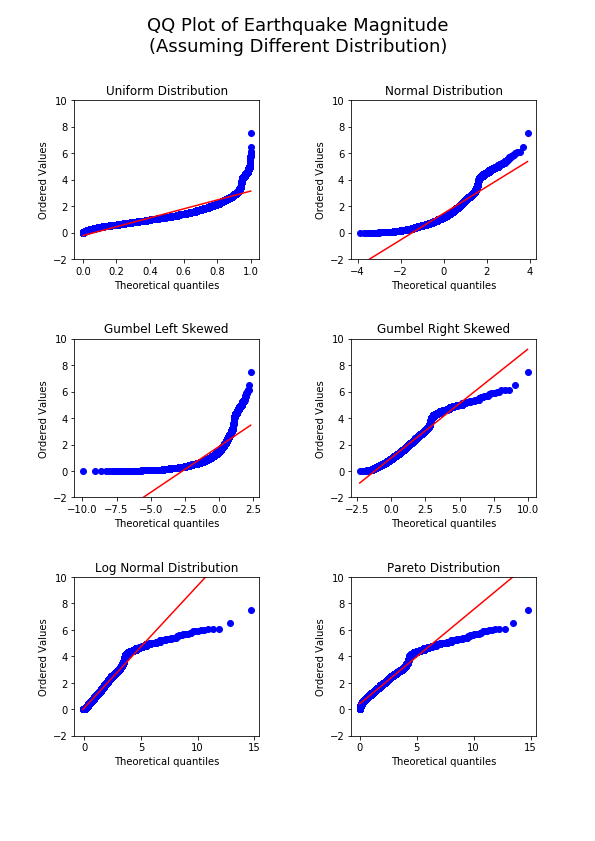 QQ Plot of Earthquake Magnitude
(Assuming Different Distribution)
Uniform Distribution
Ordered Values
10
8
6
4
2
0
−2
0.0 0.2 0.4 0.6 0.8 1.0
Theoretical quantiles
Normal Distribution
Ordered Values
10
8
6
4
2
0
−2
−4 −2 0 2 4
Theoretical quantiles
Gumbel Left Skewed
Ordered Values
10
8
6
4
2
0
−2
−10.0 −7.5 −5.0 −2.5 0.0 2.5
Theoretical quantiles
Gumbel Right Skewed
Ordered Values
10
8
6
4
2
0
−2
−2.5 0.0 2.5 5.0 7.5 10.0
Theoretical quantiles
Log Normal Distribution
Ordered Values
10
8
6
4
2
0
−2
0 5 10 15
Theoretical quantiles
Pareto Distribution
Ordered Values
10
8
6
4
2
0
−2
0 5 10 15
Theoretical quantiles